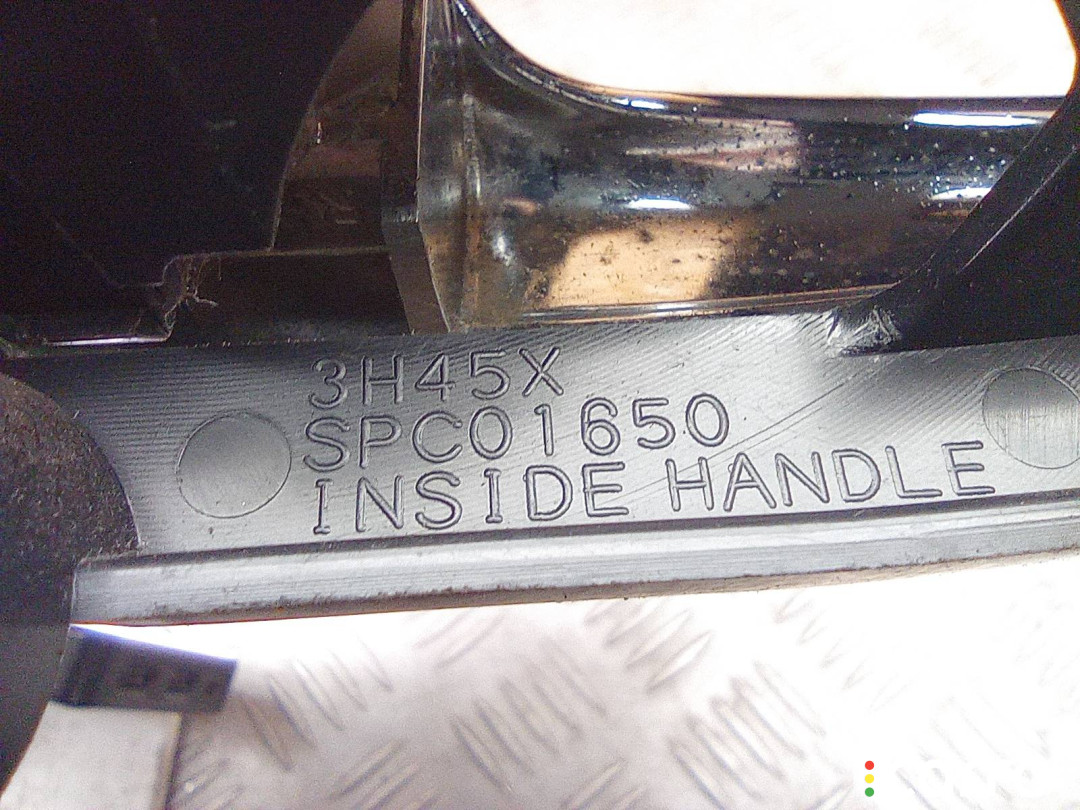 3H45X
SPC01650
INSIDE HANDLE